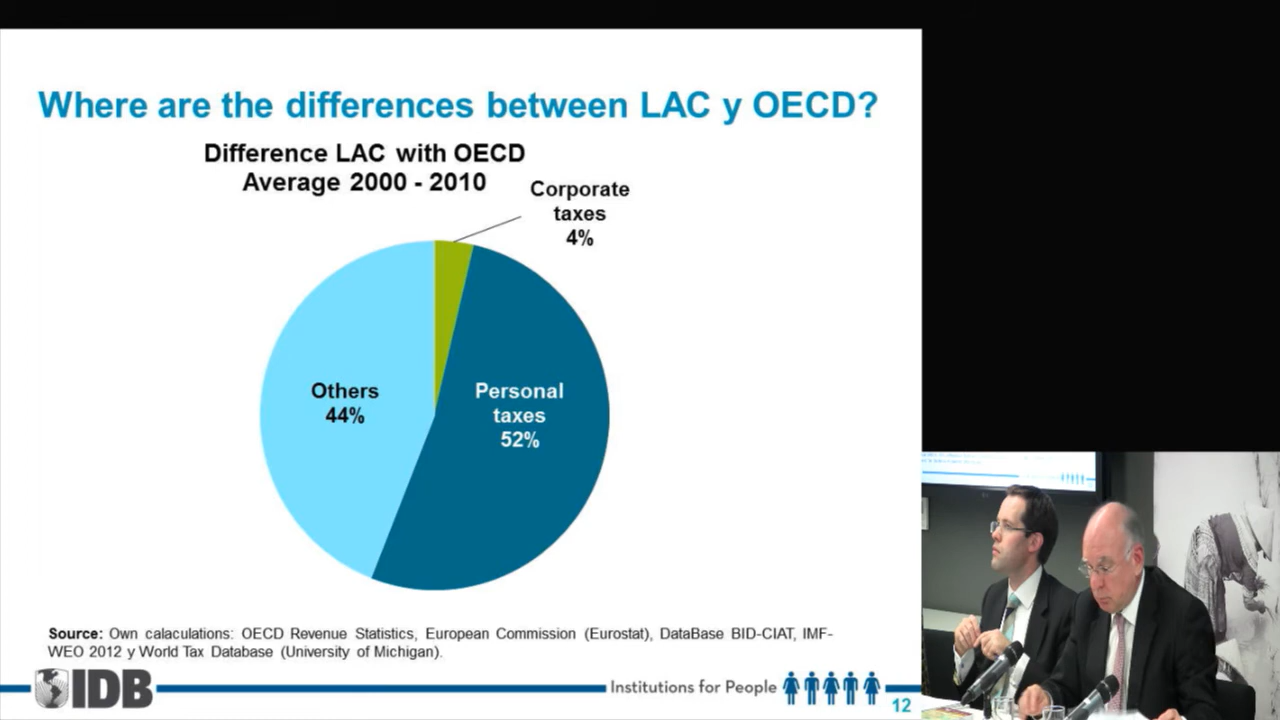 Where are the differences between LAC y OECD?
Difference LAC with OECD
Average 2000 - 2010
Corporate
taxes
4%
Others
44%
Personal
taxes
52%
Source: Own calaculations: OECD Revenue Statistics, European Commission (Eurostat), DataBase BID-CIAT, IMF-
WEO 2012 y World Tax Database (University of Michigan).
IDB
Institutions for People
12